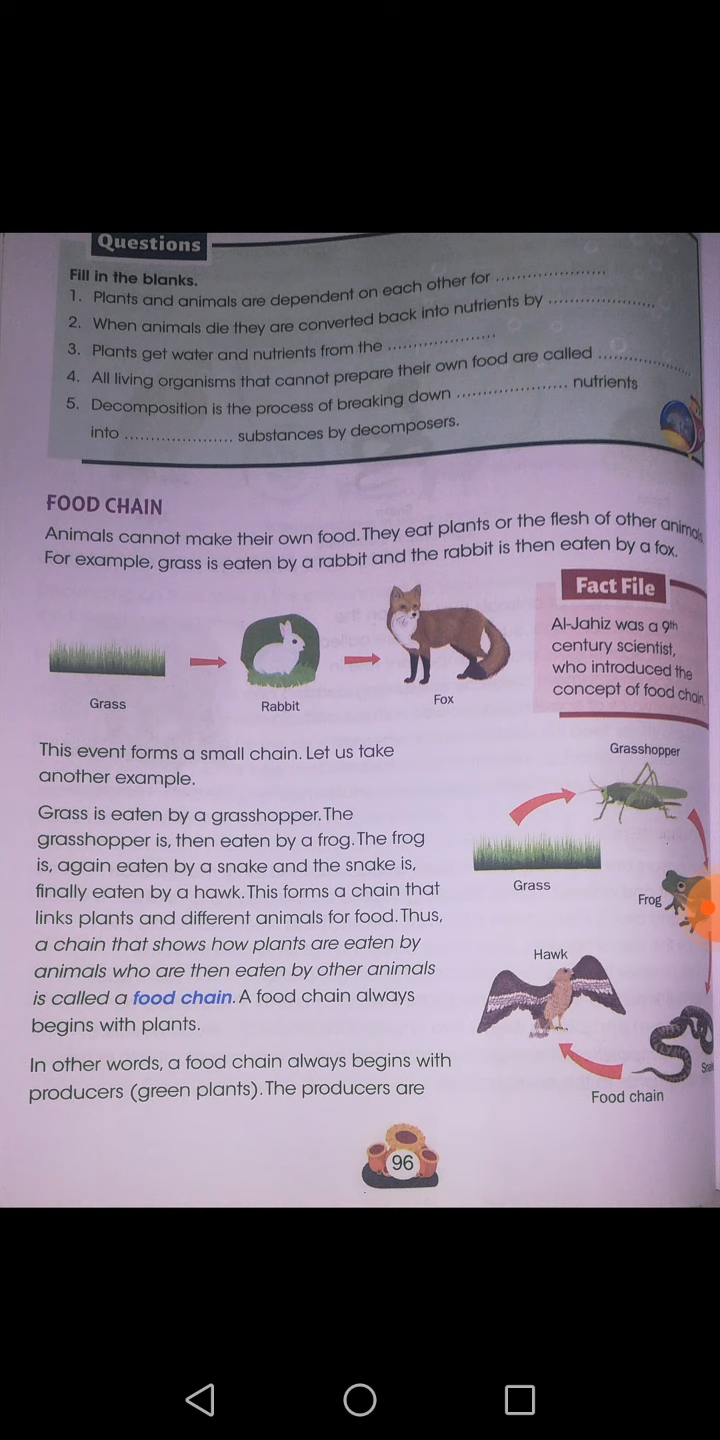 Questions
Fill in the blanks.
1. Plants and animals are dependent on each other for .....................
2. When animals die they are converted back into nutrients by .....................
3. Plants get water and nutrients from the .....................
4. All living organisms that cannot prepare their own food are called .....................
5. Decomposition is the process of breaking down ..................... nutrients
into ..................... substances by decomposers.
FOOD CHAIN
Animals cannot make their own food. They eat plants or the flesh of other animals.
For example, grass is eaten by a rabbit and the rabbit is then eaten by a fox.
Fact File
Al-Jahiz was a 9th
century scientist,
who introduced the
concept of food chain.
Grass
Rabbit
Fox
This event forms a small chain. Let us take
another example.
Grass is eaten by a grasshopper. The
grasshopper is, then eaten by a frog. The frog
is, again eaten by a snake and the snake is,
finally eaten by a hawk. This forms a chain that
links plants and different animals for food. Thus,
a chain that shows how plants are eaten by
animals who are then eaten by other animals
is called a food chain. A food chain always
begins with plants.
In other words, a food chain always begins with
producers (green plants). The producers are
Grasshopper
Grass
Frog
Hawk
Food chain
96